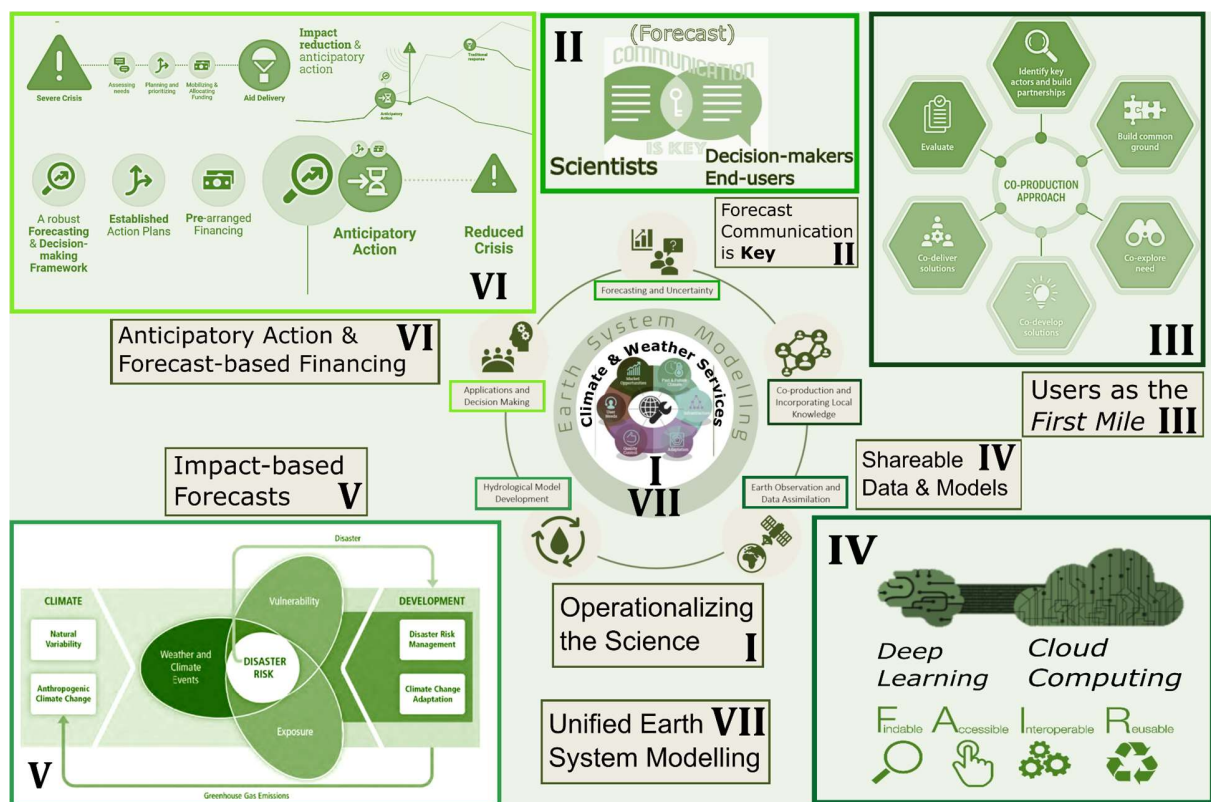 Severe Crisis
Assessing
needs
Planning and
prioritizing
Mobilizing &
Allocating
Funding
Aid Delivery
Impact
reduction &
anticipatory
action
Anticipatory
Action
Traditional
response
A robust
Forecasting
& Decision-
making
Framework
Established
Action Plans
Pre-arranged
Financing
Anticipatory
Action
Reduced
Crisis
VI
II
(Forecast)
COMMUNICATION
IS KEY
Scientists
Decision-makers
End-users
Identify key
actors and build
partnerships
Evaluate
Build common
ground
CO-PRODUCTION
APPROACH
Co-deliver
solutions
Co-explore
need
Co-develop
solutions
III
Forecast
Communication
is Key II
Anticipatory Action & VI
Forecast-based Financing
Users as the
First Mile III
Forecasting and Uncertainty
Applications and
Decision Making
Co-production and
Incorporating Local
Knowledge
Hydrological Model
Development
Earth Observation and
Data Assimilation
Earth System Modelling
Climate & Weather Services
Market
Opportunities
User
Needs
Quality
Control
Adaptation
I
VII
Impact-based
Forecasts V
Shareable IV
Data & Models
Operationalizing
the Science I
Unified Earth VII
System Modelling
Disaster
CLIMATE
Natural
Variability
Anthropogenic
Climate Change
Vulnerability
Weather and
Climate
Events
DISASTER
RISK
Exposure
DEVELOPMENT
Disaster Risk
Management
Climate Change
Adaptation
Greenhouse Gas Emissions
V
IV
Deep
Learning
Cloud
Computing
Findable
Accessible
Interoperable
Reusable